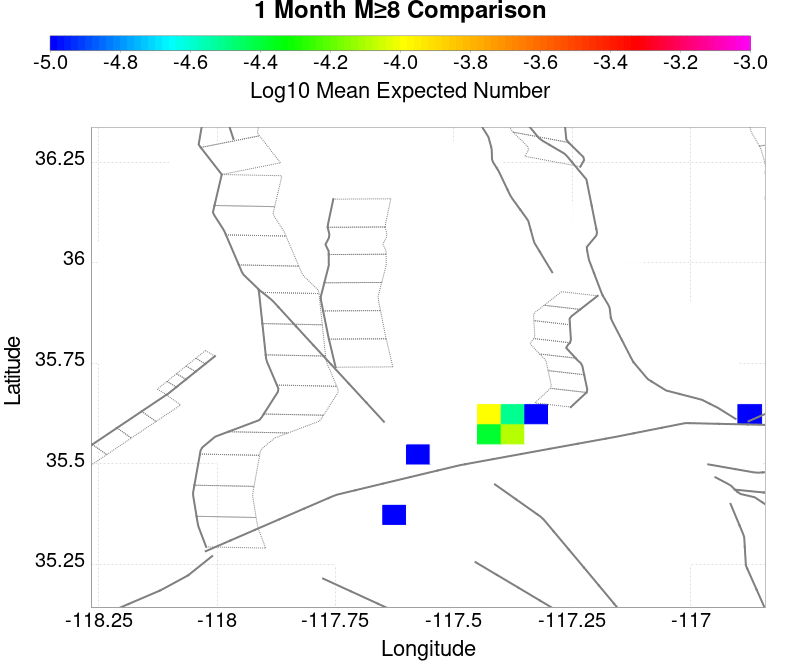 1 Month M≥8 Comparison
-5.0 -4.8 -4.6 -4.4 -4.2 -4.0 -3.8 -3.6 -3.4 -3.2 -3.0
Log10 Mean Expected Number
36.25
36
35.75
35.5
35.25
Latitude
-118.25 -118 -117.75 -117.5 -117.25 -117
Longitude